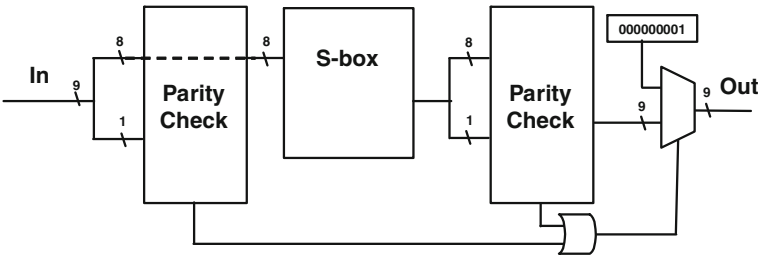 In
9
8
1
Parity
Check
8
S-box
8
1
Parity
Check
000000001
9
9
Out